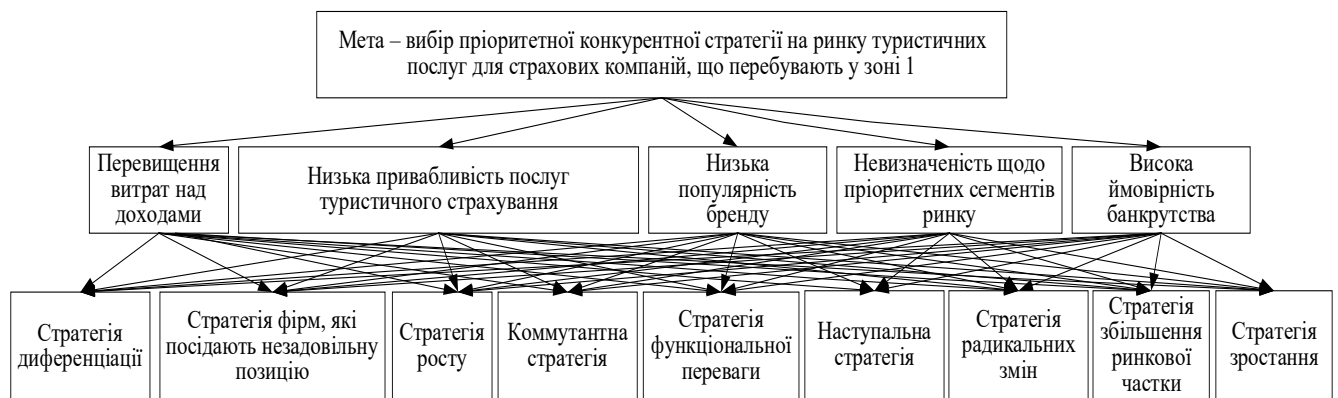 Мета – вибір пріоритетної конкурентної стратегії на ринку туристичних
послуг для страхових компаній, що перебувають у зоні 1
Перевищення
витрат над
доходами
Низька привабливість послуг
туристичного страхування
Низька
популярність
бренду
Невизначеність щодо
пріоритетних сегментів
ринку
Висока
ймовірність
банкрутства
Стратегія
диференціації
Стратегія фірм, які
посідають незадовільну
позицію
Стратегія
росту
Коммутантна
стратегія
Стратегія
функціональної
переваги
Наступальна
стратегія
Стратегія
радикальних
змін
Стратегія
збільшення
ринкової
частки
Стратегія
зростання